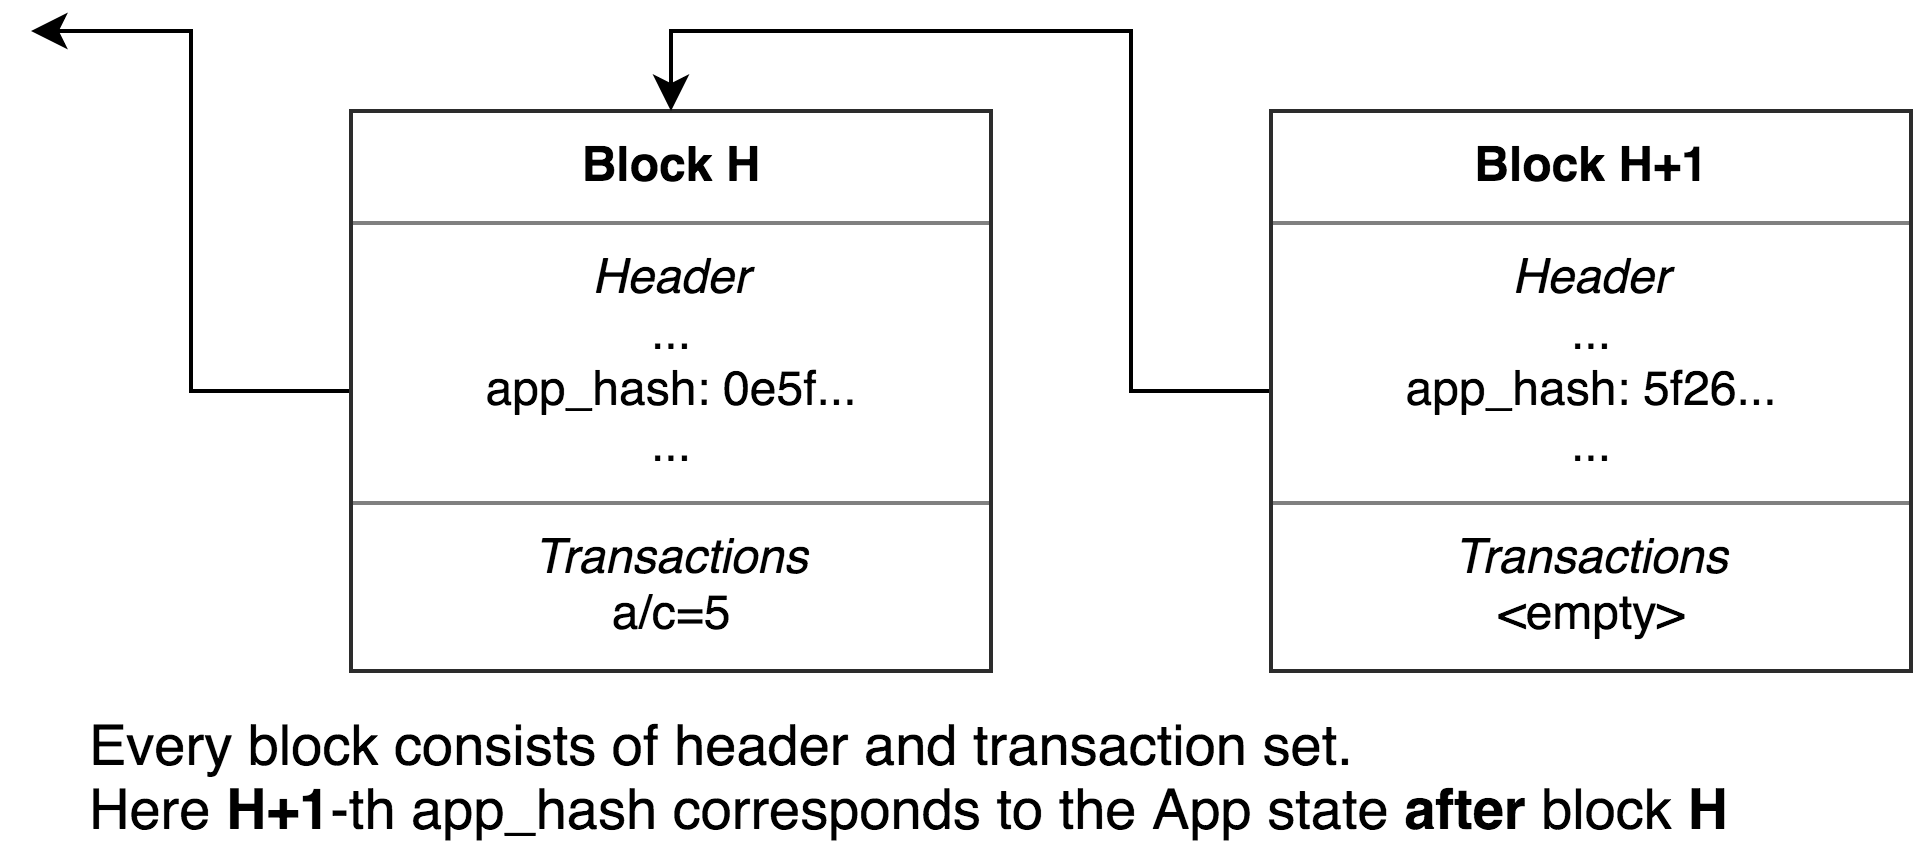 Block H
Header
...
app_hash: 0e5f...
...
Transactions
a/c=5
Block H+1
Header
...
app_hash: 5f26...
...
Transactions
<empty>
Every block consists of header and transaction set.
Here H+1-th app_hash corresponds to the App state after block H